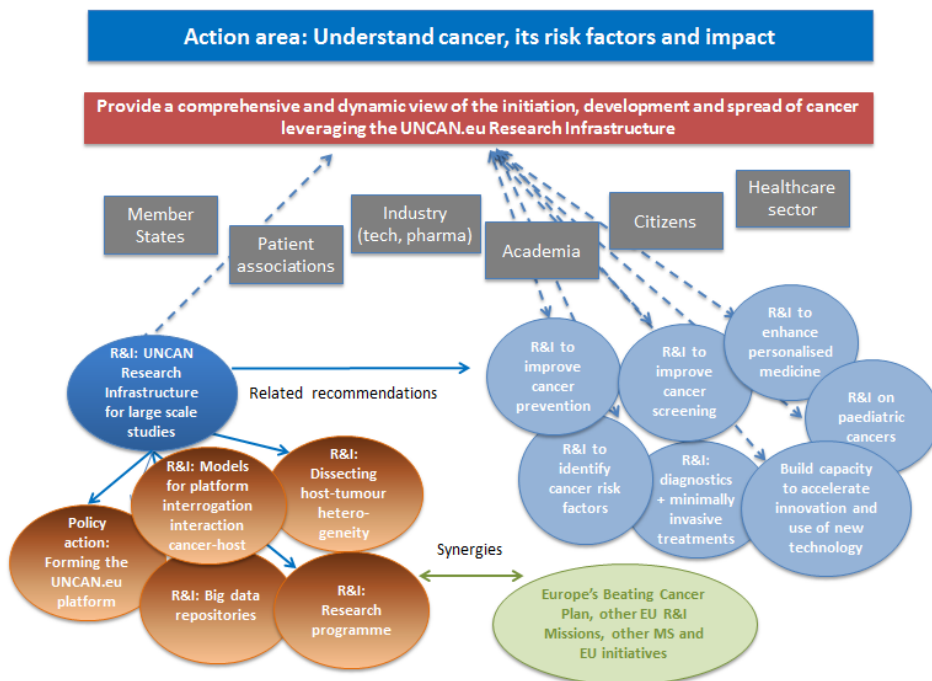 Action area: Understand cancer, its risk factors and impact
Provide a comprehensive and dynamic view of the initiation, development and spread of cancer
leveraging the UNCAN.eu Research Infrastructure
Member
States
Patient
associations
Industry
(tech, pharma)
Academia
Citizens
Healthcare
sector
R&I: UNCAN
Research
Infrastructure
for large scale
studies
Related recommendations
R&I to
improve
cancer
prevention
R&I to
improve
cancer
screening
R&I to
enhance
personalised
medicine
R&I on
paediatric
cancers
R&I to
identify
cancer risk
factors
R&I:
diagnostics
+ minimally
invasive
treatments
Build capacity
to accelerate
innovation and
use of new
technology
Policy
action:
Forming the
UNCAN.eu
platform
R&I: Models
for platform
interrogation
interaction
cancer-host
R&I:
Dissecting
host-tumour
hetero-
geneity
R&I: Big data
repositories
R&I:
Research
programme
Synergies
Europe's Beating Cancer
Plan, other EU R&I
Missions, other MS and
EU initiatives